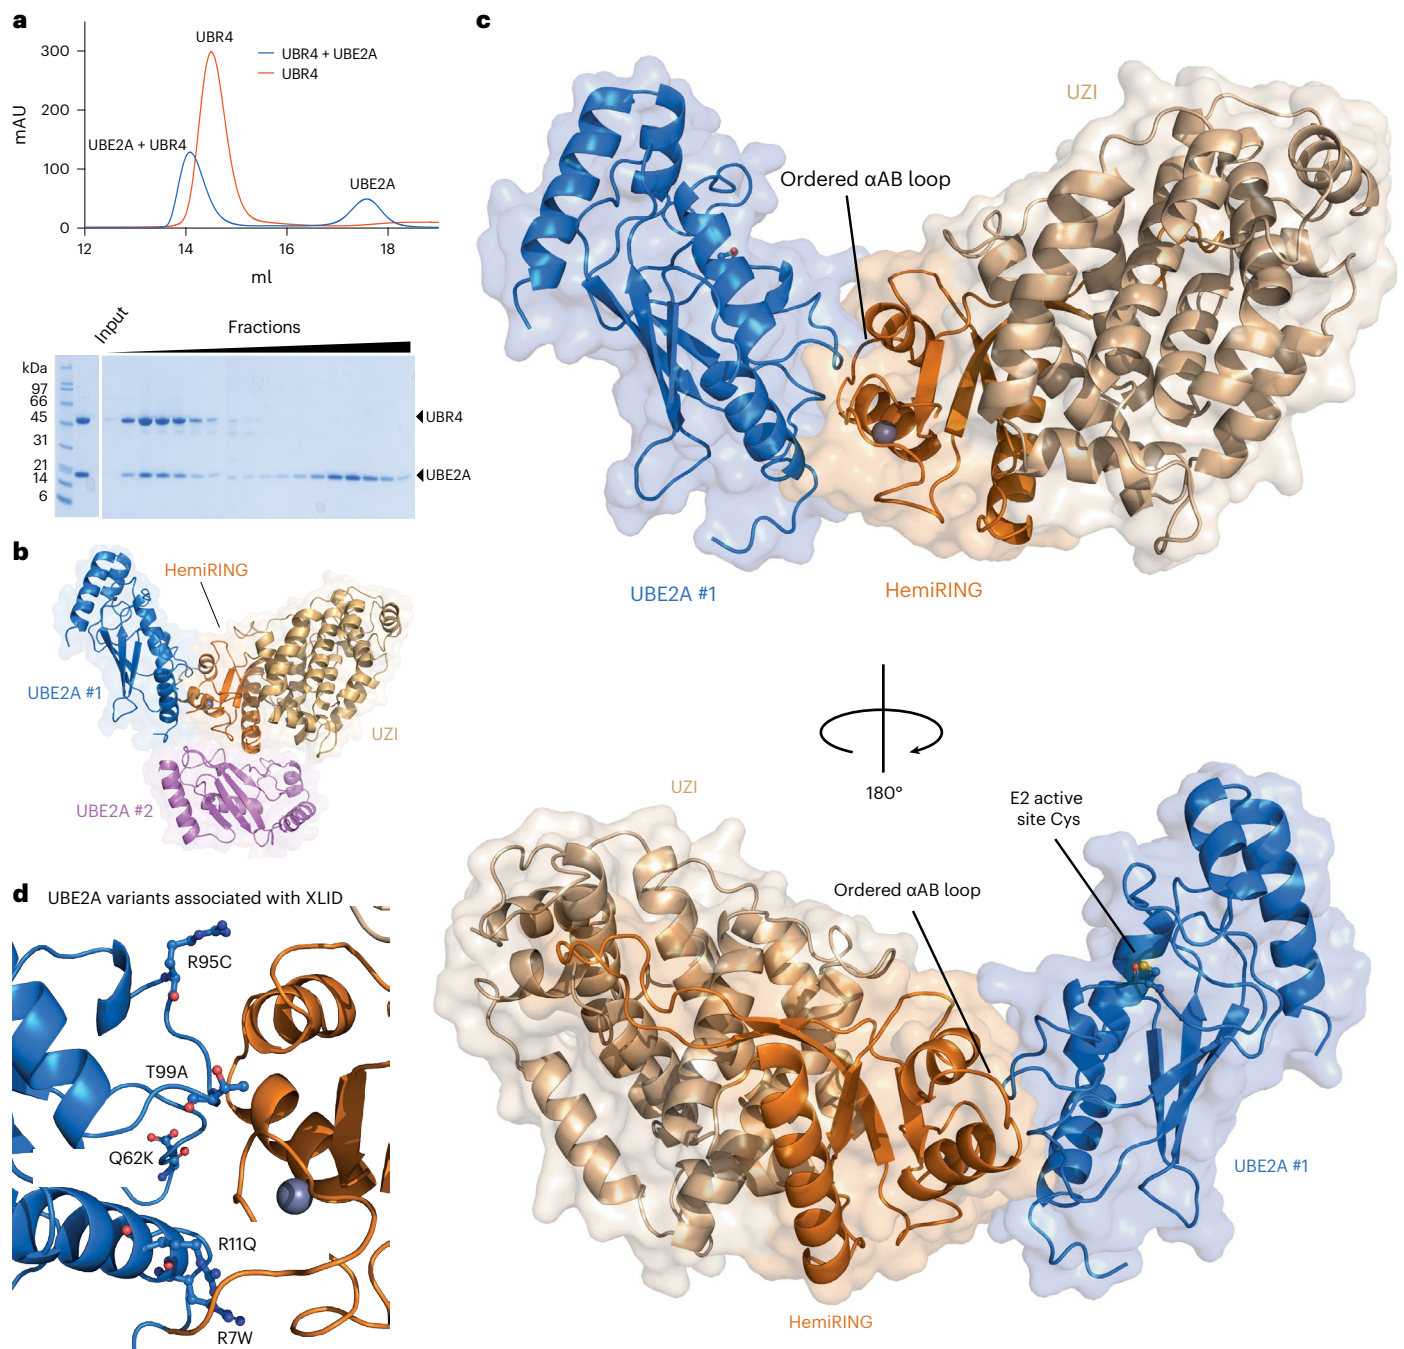 a
UBR4
UBR4 + UBE2A
UBR4
300
200
100
0
mAU
UBE2A + UBR4
UBE2A
12
14
16
18
ml
Input
Fractions
kDa
97
66
45
31
21
14
6
UBR4
UBE2A
b
HemiRING
UBE2A #1
UZI
UBE2A #2
c
UZI
Ordered αAB loop
UBE2A #1
HemiRING
180°
UZI
E2 active
site Cys
Ordered αAB loop
UBE2A #1
HemiRING
d
UBE2A variants associated with XLID
R95C
T99A
Q62K
R11Q
R7W